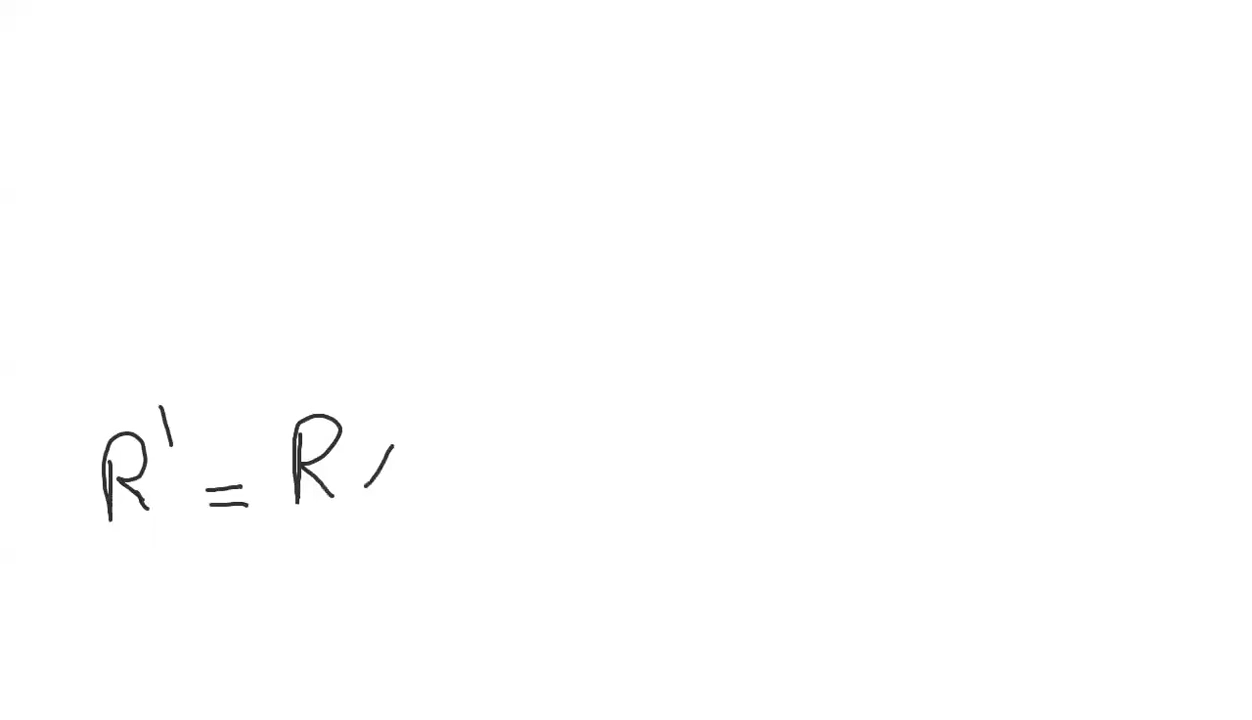 R' = R /